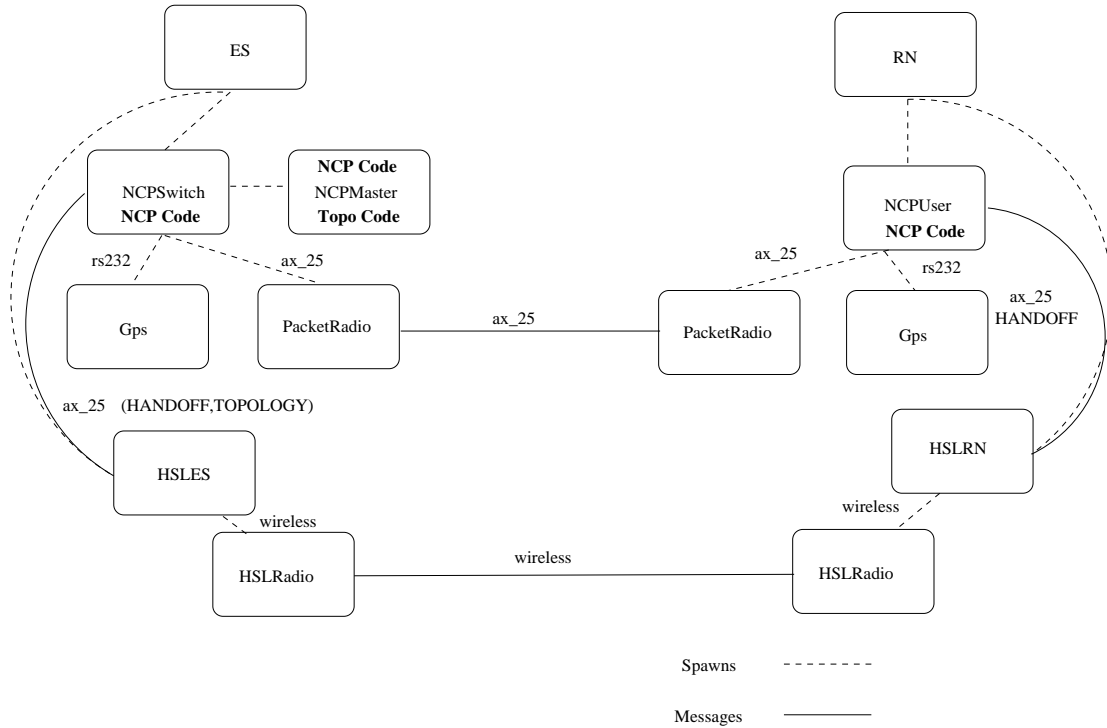 ES
RN
NCPSwitch
NCP Code
NCP Code
NCPMaster
Topo Code
NCPUser
NCP Code
rs232
ax_25
ax_25
rs232
Gps
PacketRadio
ax_25
PacketRadio
Gps
ax_25
HANDOFF
ax_25 (HANDOFF,TOPOLOGY)
HSLES
HSLRN
wireless
wireless
HSLRadio
wireless
HSLRadio
Spawns
Messages